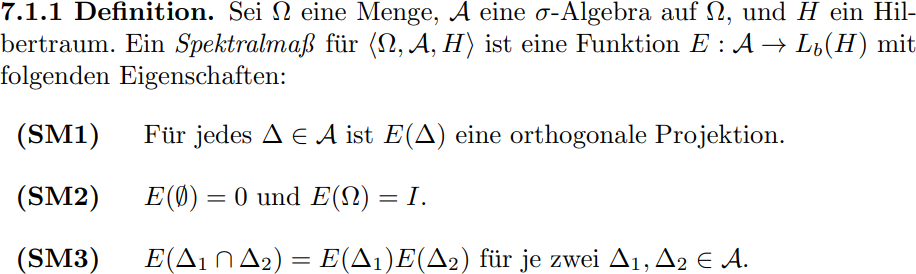 7.1.1 Definition. Sei Ω eine Menge, 𝒜 eine σ-Algebra auf Ω, und H ein Hil-
bertraum. Ein Spektralmaß für ⟨Ω, 𝒜, H⟩ ist eine Funktion E : 𝒜 → L_b(H) mit
folgenden Eigenschaften:
(SM1) Für jedes Δ ∈ 𝒜 ist E(Δ) eine orthogonale Projektion.
(SM2) E(∅) = 0 und E(Ω) = I.
(SM3) E(Δ₁ ∩ Δ₂) = E(Δ₁)E(Δ₂) für je zwei Δ₁, Δ₂ ∈ 𝒜.